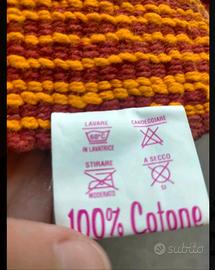 LAVARE
CANDEGGIARE
60°
IN LAVATRICE
STIRARE
A SECCO
MODERATO
SI
100% Cotone
subito